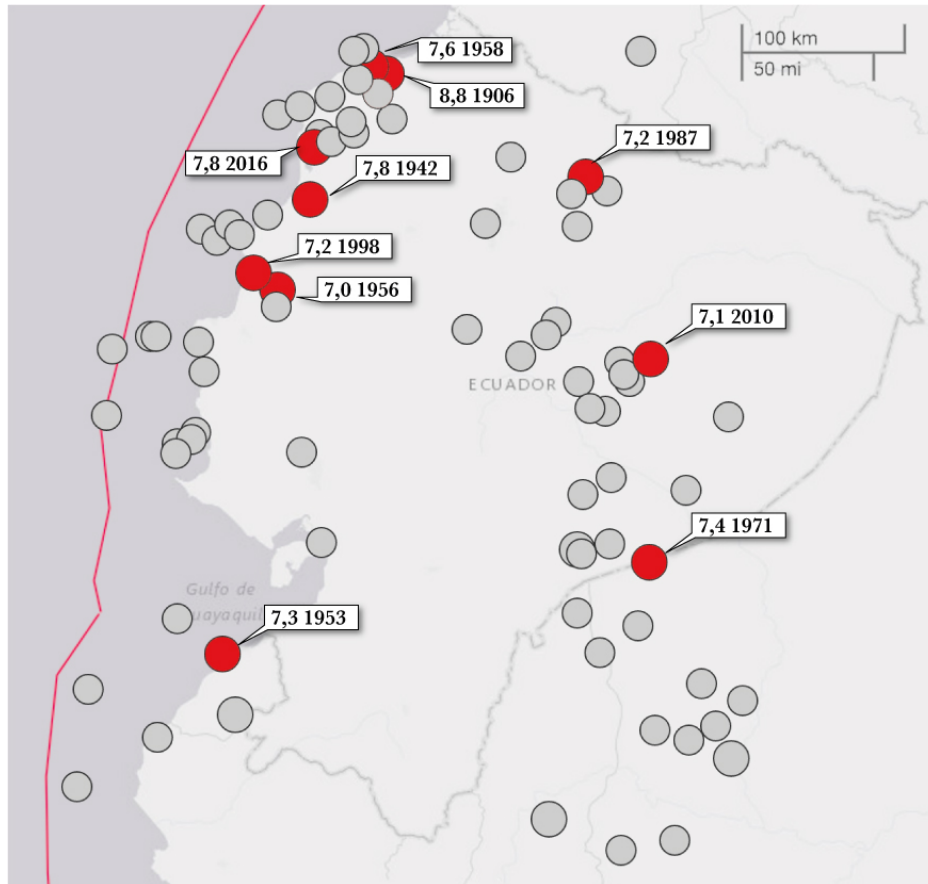 100 km
50 mi
7,6 1958
8,8 1906
7,2 1987
7,8 2016
7,8 1942
7,2 1998
7,0 1956
7,1 2010
ECUADOR
7,4 1971
Gulfo de
uayaquil
7,3 1953